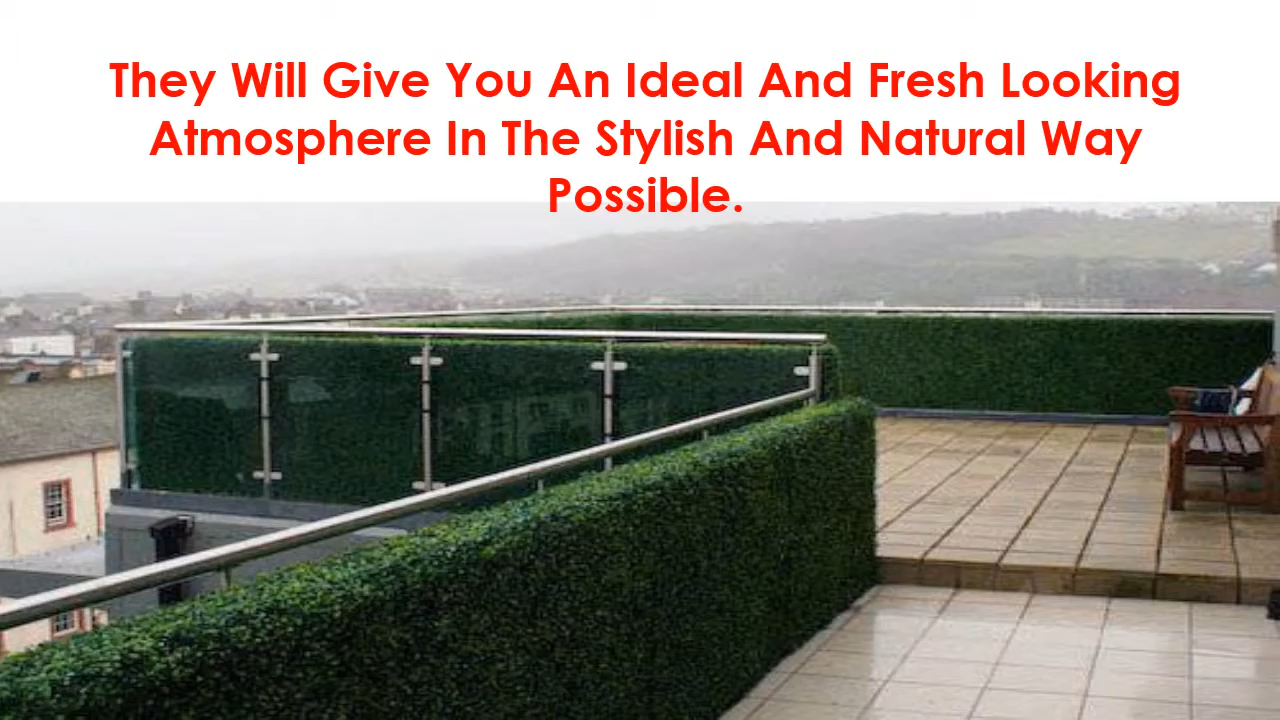 They Will Give You An Ideal And Fresh Looking
Atmosphere In The Stylish And Natural Way
Possible.